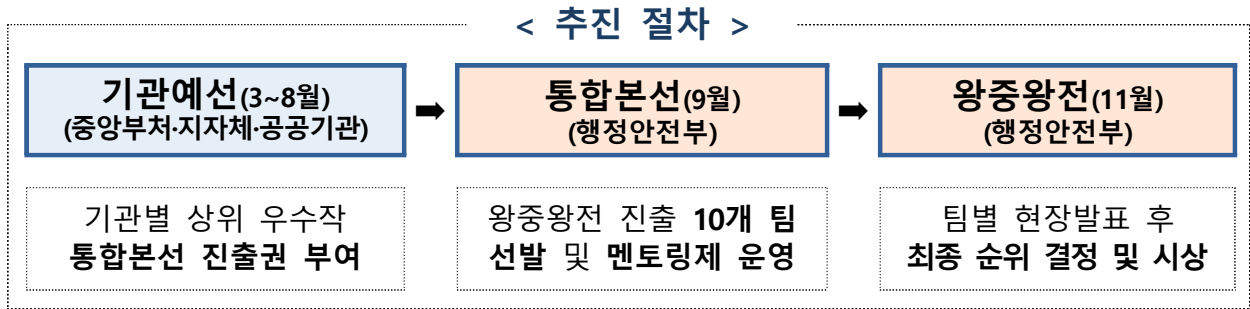 < 추진 절차 >
기관예선(3~8월)
(중앙부처·지자체·공공기관)
➡
통합본선(9월)
(행정안전부)
➡
왕중왕전(11월)
(행정안전부)
기관별 상위 우수작
통합본선 진출권 부여
왕중왕전 진출 10개 팀
선발 및 멘토링제 운영
팀별 현장발표 후
최종 순위 결정 및 시상